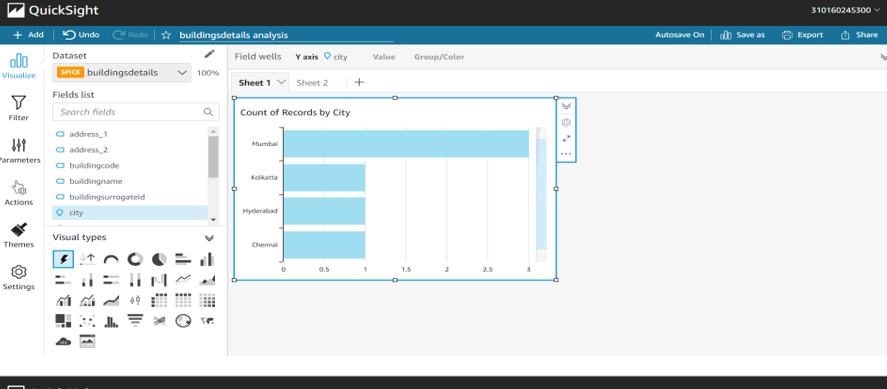 QuickSight
310160245300
+ Add Undo Redo buildingsdetails analysis Autosave On Save as Export Share
Dataset
SPICE buildingsdetails 100%
Fields list
Search fields
address_1
address_2
buildingcode
buildingname
buildingsurrogateid
city
Visual types
Visualize
Filter
Parameters
Actions
Themes
Settings
Field wells Y axis city Value Group/Color
Sheet 1 Sheet 2 +
Count of Records by City
Mumbai
Kolkatta
Hyderabad
Chennai
0 0.5 1 1.5 2 2.5 3